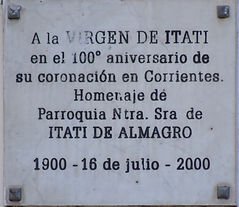 A la VIRGEN DE ITATI
en el 100° aniversario de
su coronación en Corrientes.
Homenaje de
Parroquia Ntra. Sra de
ITATI DE ALMAGRO
1900 - 16 de julio - 2000